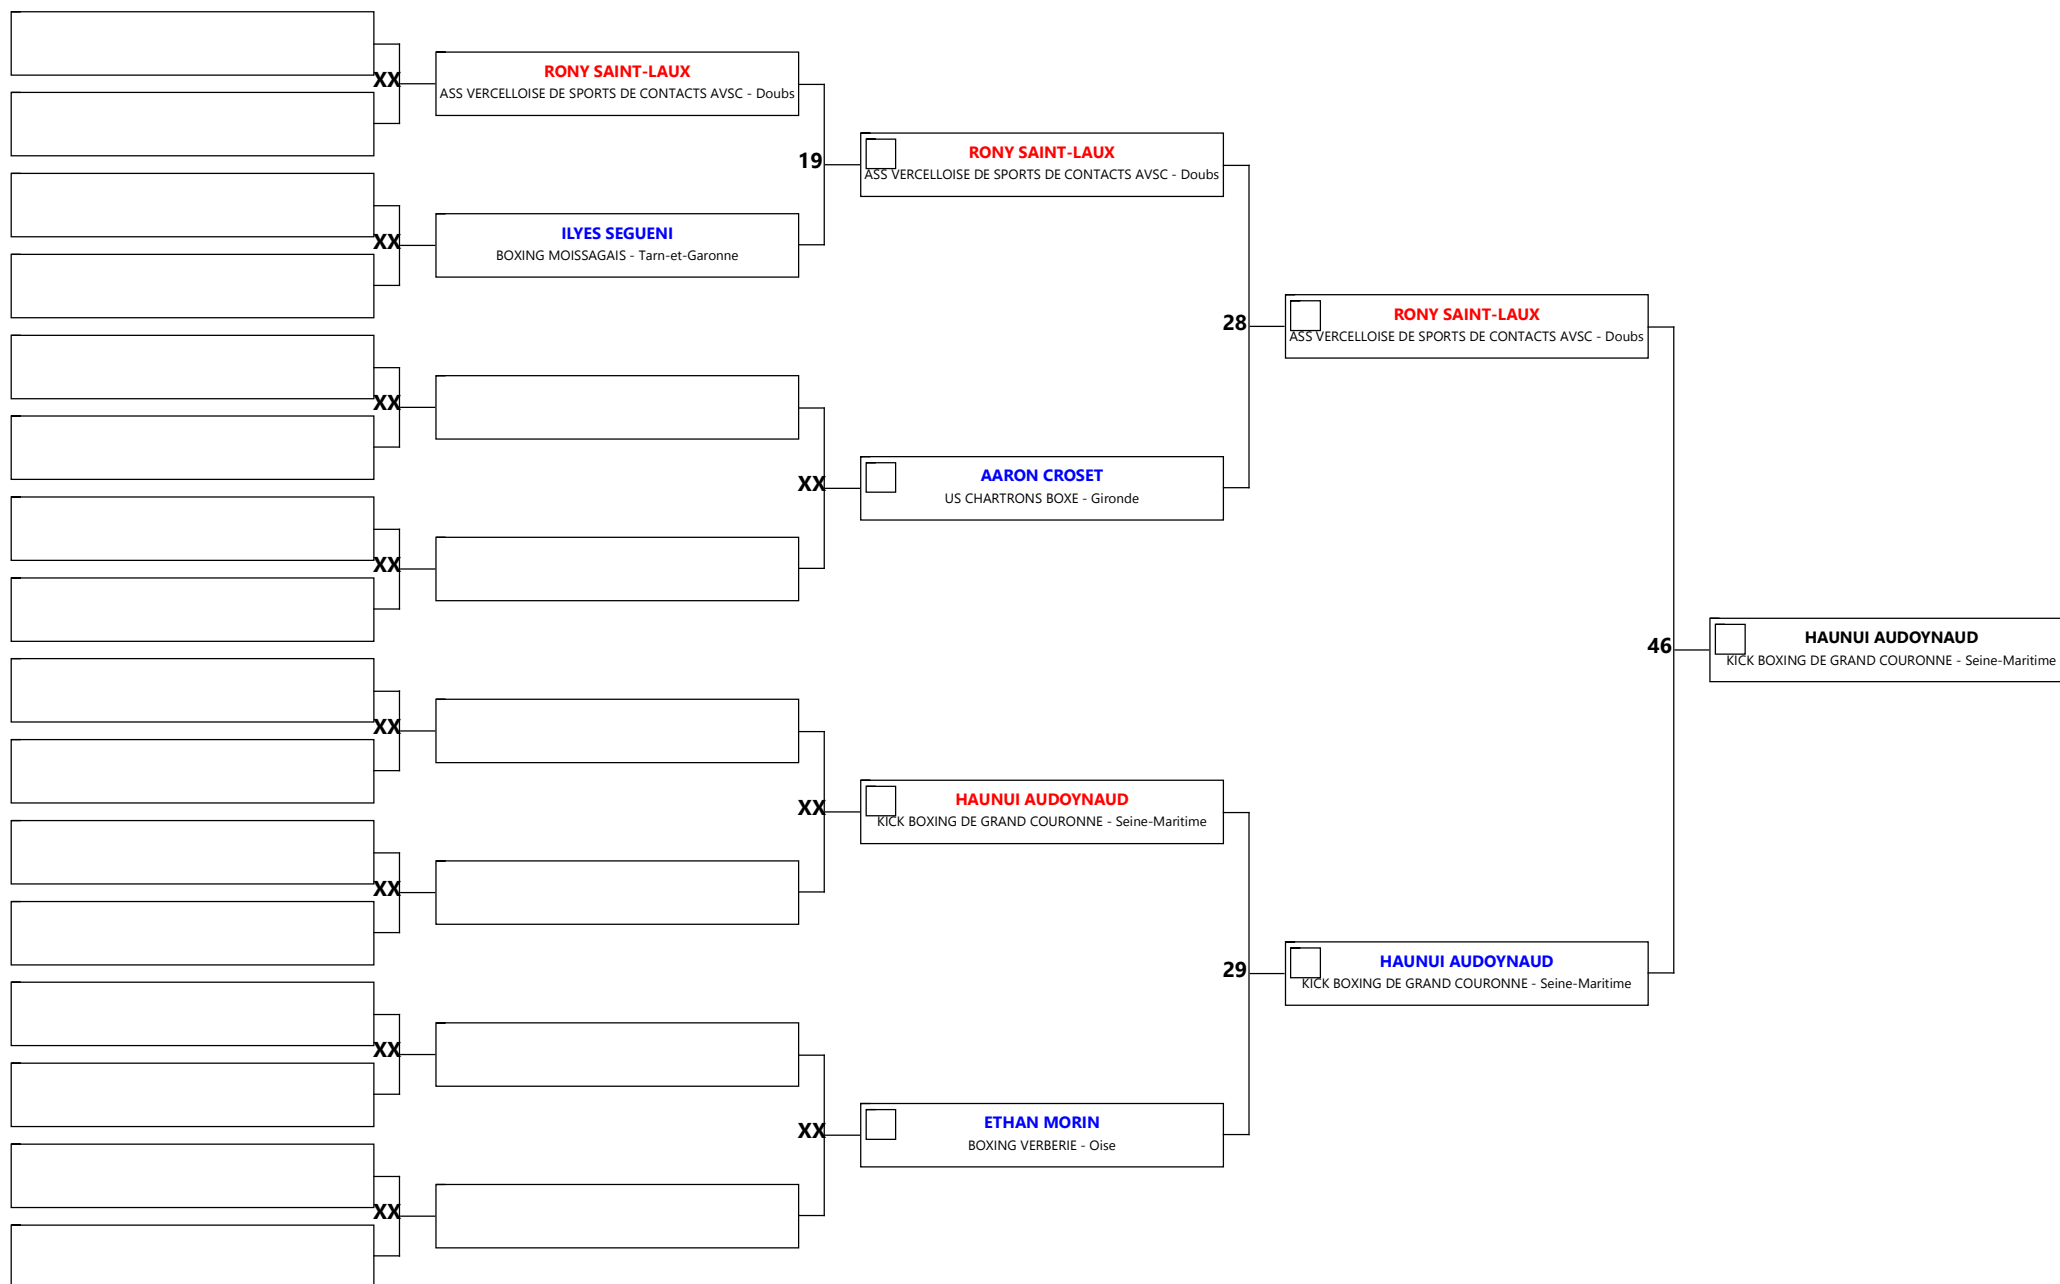 XX
RONY SAINT-LAUX
ASS VERCELLOISE DE SPORTS DE CONTACTS AVSC - Doubs
19
RONY SAINT-LAUX
ASS VERCELLOISE DE SPORTS DE CONTACTS AVSC - Doubs
XX
ILYES SEGUENI
BOXING MOISSAGAIS - Tarn-et-Garonne
28
RONY SAINT-LAUX
ASS VERCELLOISE DE SPORTS DE CONTACTS AVSC - Doubs
XX
XX
AARON CROSET
US CHARTRONS BOXE - Gironde
XX
46
HAUNUI AUDOYNAUD
KICK BOXING DE GRAND COURONNE - Seine-Maritime
XX
XX
HAUNUI AUDOYNAUD
KICK BOXING DE GRAND COURONNE - Seine-Maritime
XX
29
HAUNUI AUDOYNAUD
KICK BOXING DE GRAND COURONNE - Seine-Maritime
XX
XX
ETHAN MORIN
BOXING VERBERIE - Oise
XX